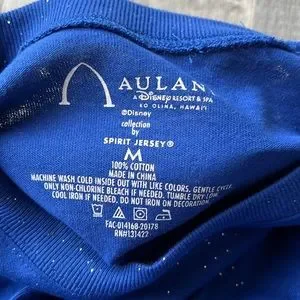 AULANI
A Disney RESORT & SPA
KO OLINA, HAWAI'I
©Disney
collection
by
SPIRIT JERSEY®
M
100% COTTON
MADE IN CHINA
MACHINE WASH COLD INSIDE OUT WITH LIKE COLORS. GENTLE CYCLE.
ONLY NON-CHLORINE BLEACH IF NEEDED. TUMBLE DRY LOW.
COOL IRON IF NEEDED. DO NOT IRON ON DECORATION.
FAC-014168-20178
RN#131422